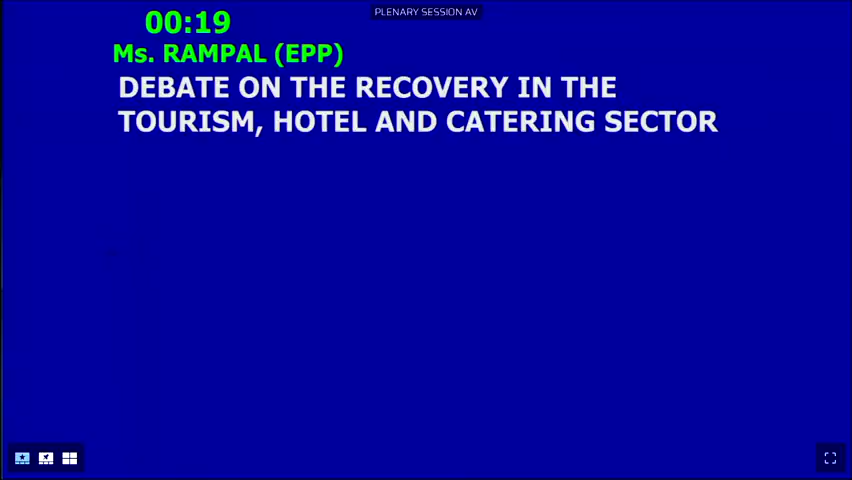 PLENARY SESSION AV
00:19
Ms. RAMPAL (EPP)
DEBATE ON THE RECOVERY IN THE
TOURISM, HOTEL AND CATERING SECTOR